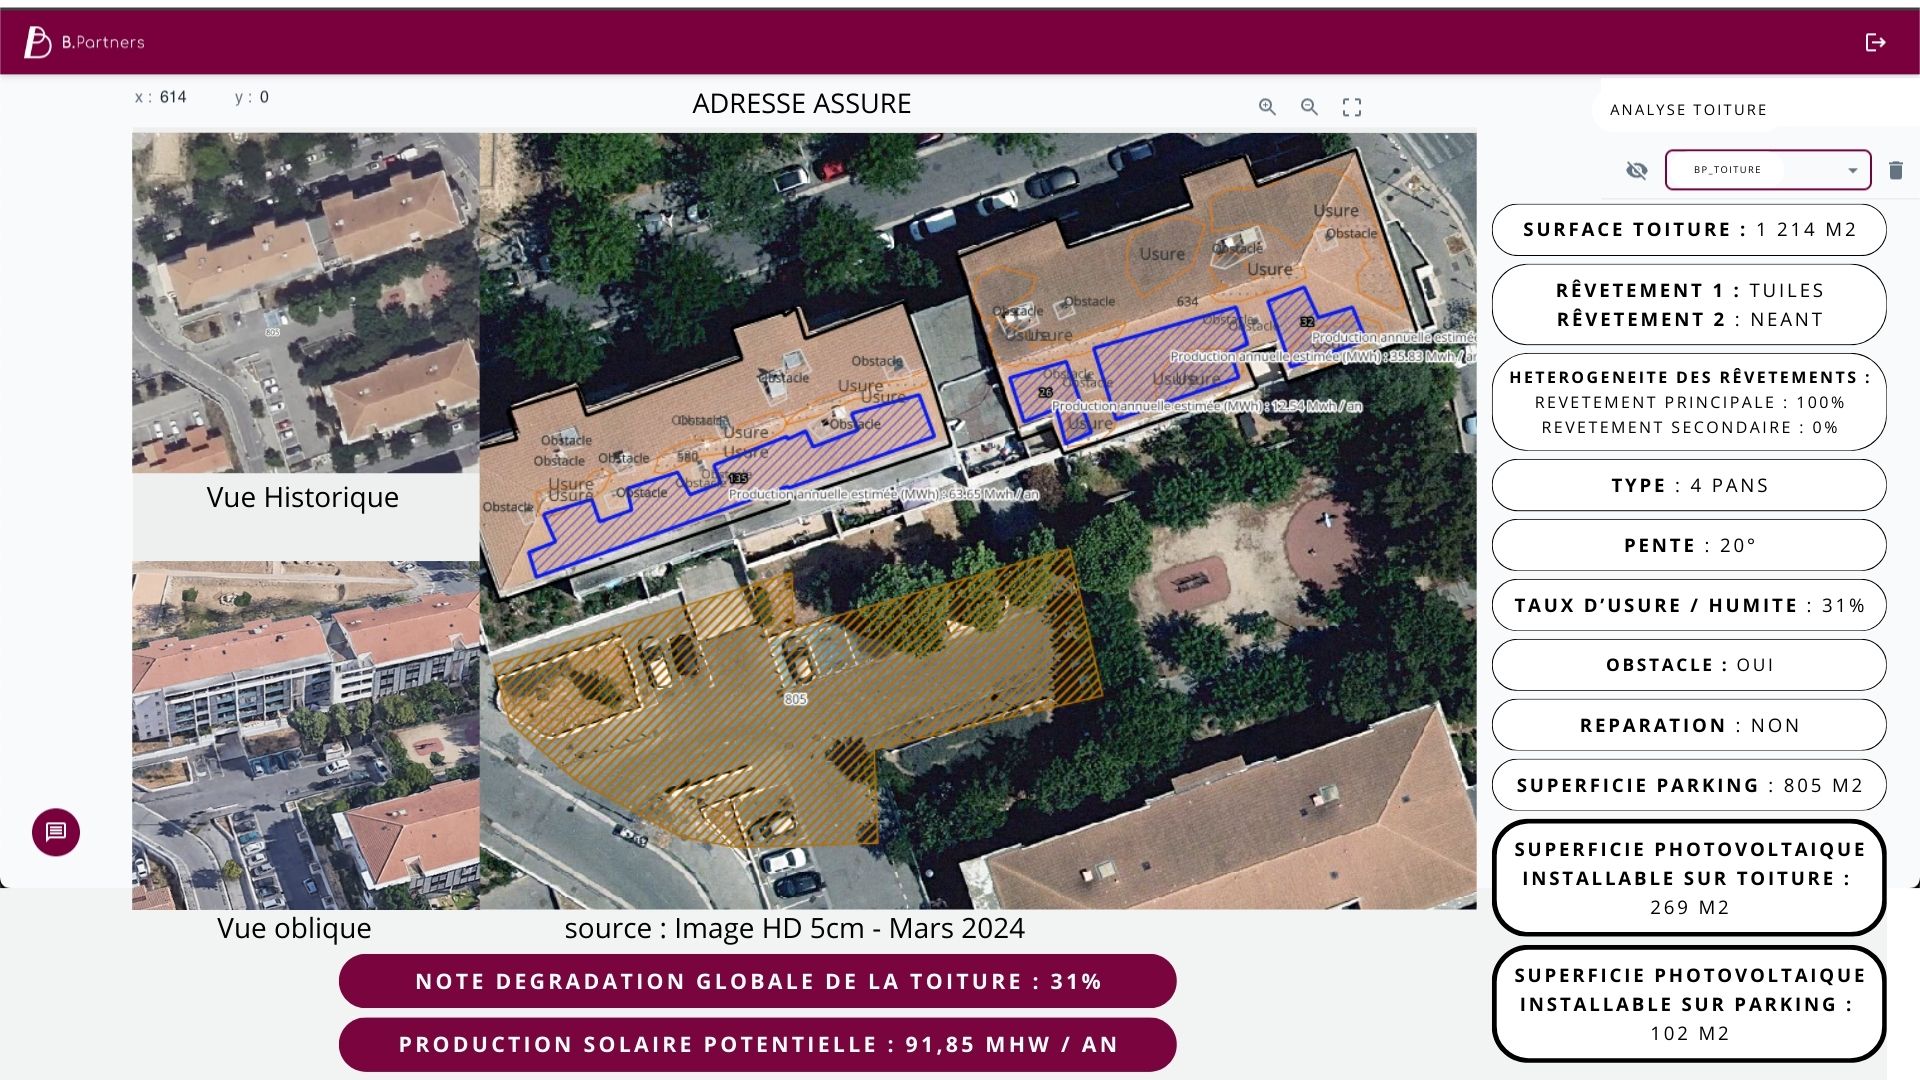 B.Partners
x : 614 y : 0
ADRESSE ASSURE
ANALYSE TOITURE
BP_TOITURE
805
Vue Historique
Vue oblique
Usure
Obstacle
Usure
Obstacle
Usure
Obstacle
634
Obstacle
Usure
Obstacle
32
Production annuelle estimée
Production annuelle estimée (MWh) : 35.83 Mwh / an
Obstacle
Obstacle
26
Usure
Production annuelle estimée (MWh) : 12.54 Mwh / an
Usure
Obstacle
Obstacle
Usure
Usure
Obstacle
Usure
Obstacle
Usure
Obstacle
580
Obstacle
135
Usure
Usure
Obstacle
Production annuelle estimée (MWh) : 63.65 Mwh / an
Obstacle
805
source : Image HD 5cm - Mars 2024
SURFACE TOITURE : 1 214 M2
RÊVETEMENT 1 : TUILES
RÊVETEMENT 2 : NEANT
HETEROGENEITE DES RÊVETEMENTS :
REVETEMENT PRINCIPALE : 100%
REVETEMENT SECONDAIRE : 0%
TYPE : 4 PANS
PENTE : 20°
TAUX D’USURE / HUMITE : 31%
OBSTACLE : OUI
REPARATION : NON
SUPERFICIE PARKING : 805 M2
SUPERFICIE PHOTOVOLTAIQUE
INSTALLABLE SUR TOITURE :
269 M2
SUPERFICIE PHOTOVOLTAIQUE
INSTALLABLE SUR PARKING :
102 M2
NOTE DEGRADATION GLOBALE DE LA TOITURE : 31%
PRODUCTION SOLAIRE POTENTIELLE : 91,85 MHW / AN